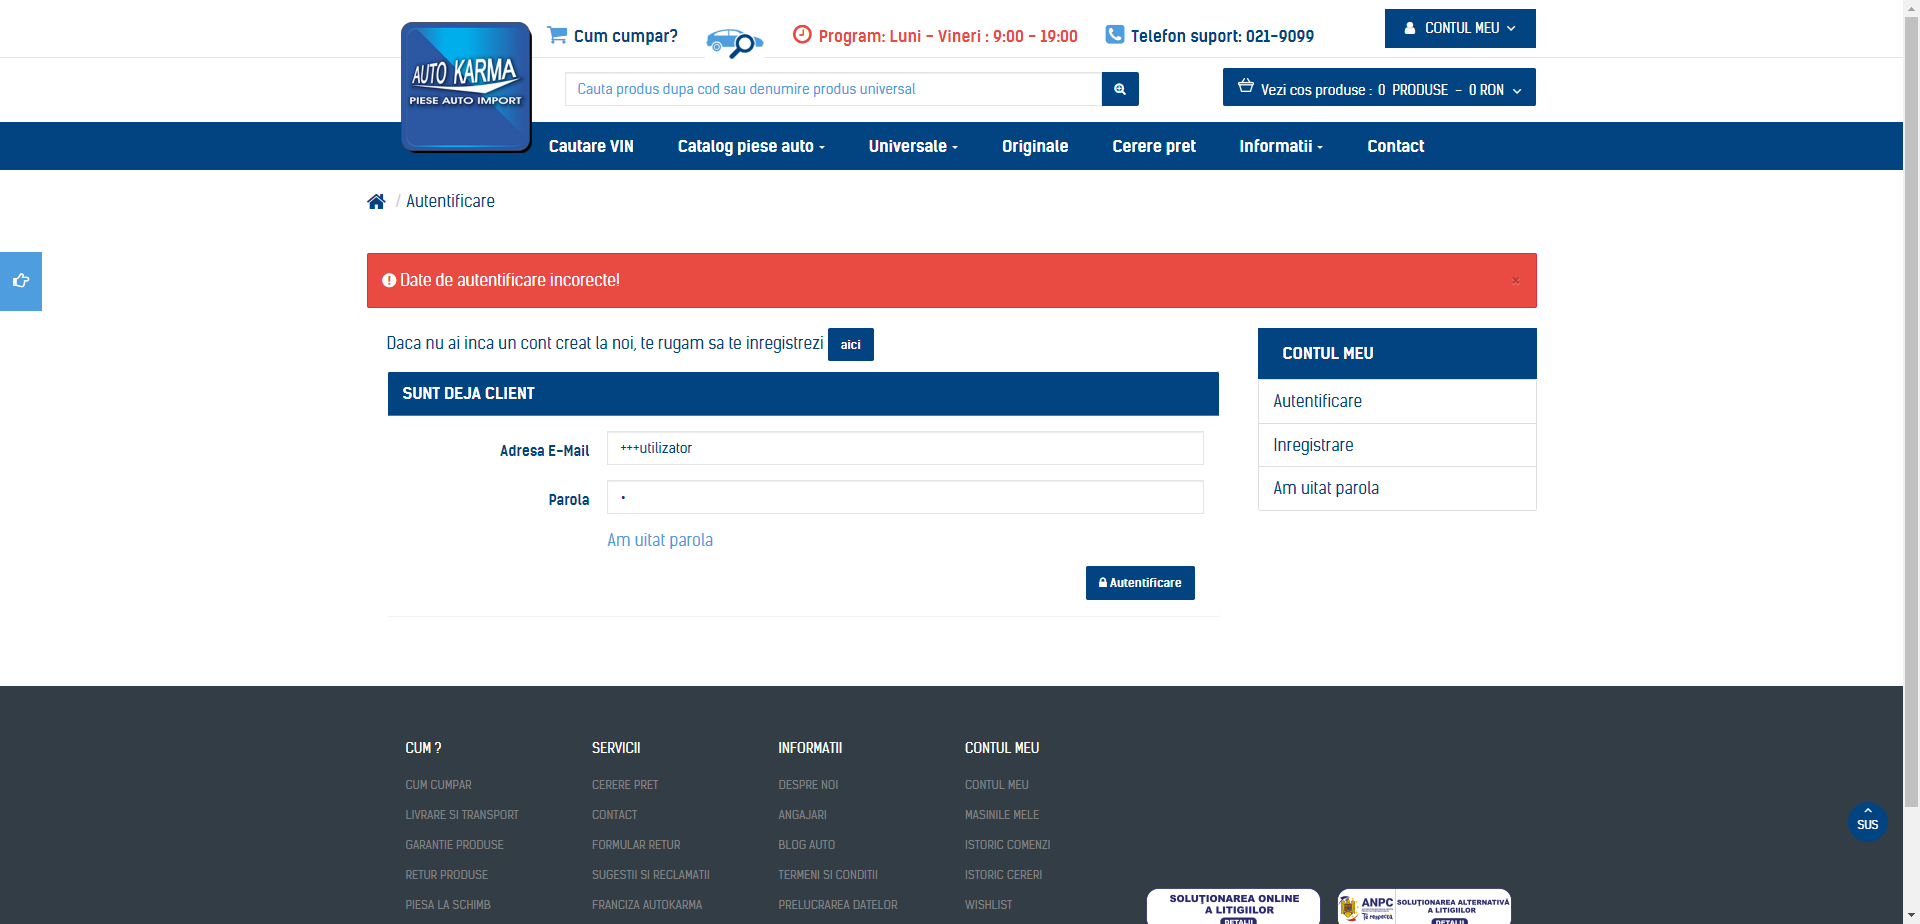 Cum cumpar?
Program: Luni - Vineri : 9:00 - 19:00
Telefon suport: 021-9099
CONTUL MEU
AUTO KARMA
PIESE AUTO IMPORT
Cauta produs dupa cod sau denumire produs universal
Vezi cos produse : 0 PRODUSE - 0 RON
Cautare VIN
Catalog piese auto
Universale
Originale
Cerere pret
Informatii
Contact
/ Autentificare
Date de autentificare incorecte!
×
Daca nu ai inca un cont creat la noi, te rugam sa te inregistrezi aici
SUNT DEJA CLIENT
Adresa E-Mail
+++utilizator
Parola
•
Am uitat parola
Autentificare
CONTUL MEU
Autentificare
Inregistrare
Am uitat parola
CUM ?
CUM CUMPAR
LIVRARE SI TRANSPORT
GARANTIE PRODUSE
RETUR PRODUSE
PIESA LA SCHIMB
SERVICII
CERERE PRET
CONTACT
FORMULAR RETUR
SUGESTII SI RECLAMATII
FRANCIZA AUTOKARMA
INFORMATII
DESPRE NOI
ANGAJARI
BLOG AUTO
TERMENI SI CONDITII
PRELUCRAREA DATELOR
CONTUL MEU
CONTUL MEU
MASINILE MELE
ISTORIC COMENZI
ISTORIC CERERI
WISHLIST
SOLUȚIONAREA ONLINE
A LITIGIILOR
DETALII
ANPC
Te respectă
SOLUȚIONAREA ALTERNATIVĂ
A LITIGIILOR
DETALII
SUS